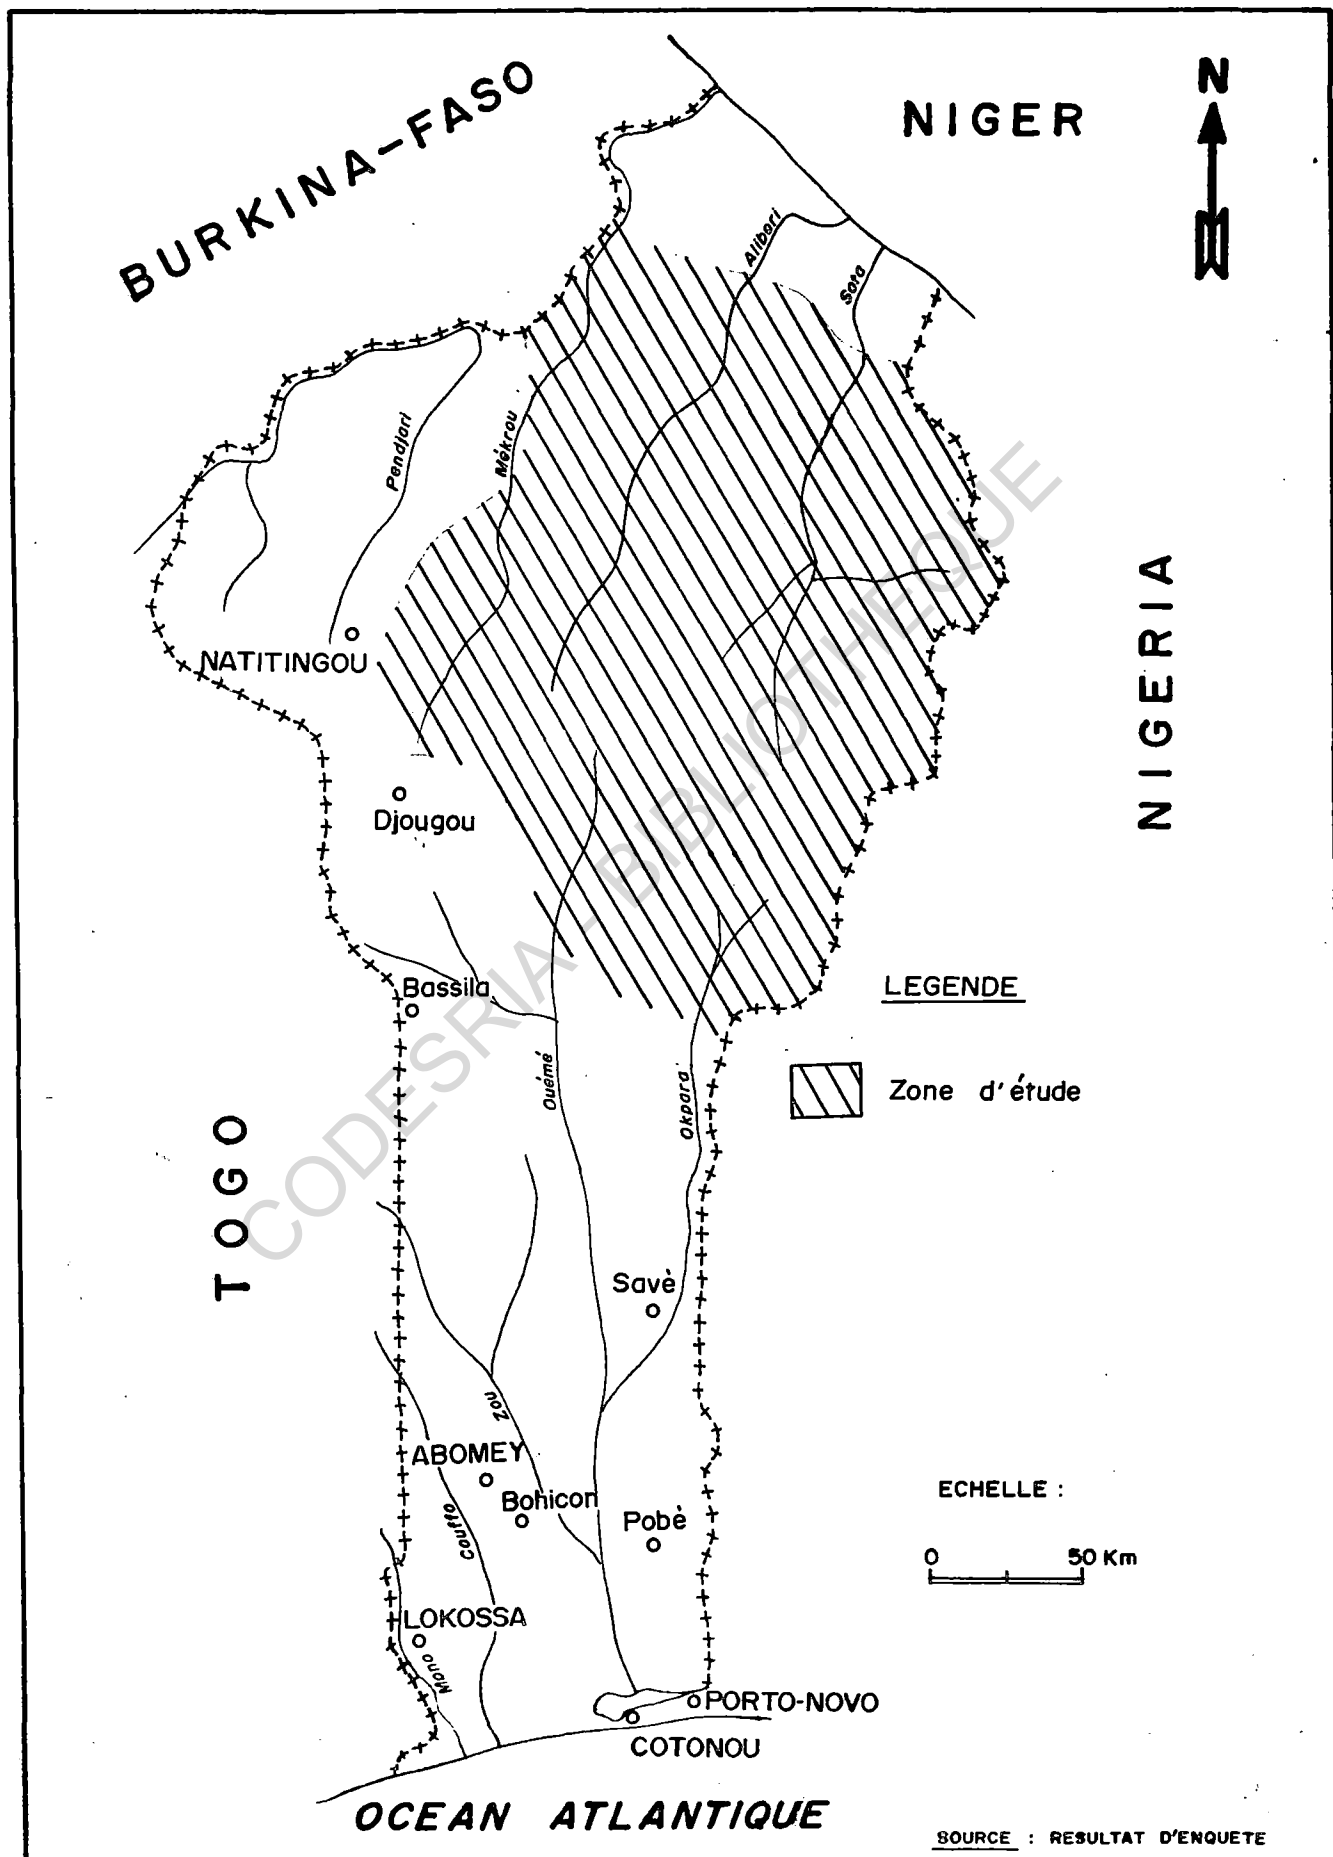 BURKINA-FASO
NIGER
N
Alibori
Sota
Pendjari
Mékrou
NATITINGOU
NIGERIA
Djougou
Bassila
LEGENDE
Zone d'étude
Ouémé
Okpara
TOGO
Savè
Zou
ABOMEY
Bohicon
Couffo
Pobè
ECHELLE :
0 50 Km
LOKOSSA
Mono
PORTO-NOVO
COTONOU
OCEAN ATLANTIQUE
SOURCE : RESULTAT D'ENQUETE
CODESRIA - BIBLIOTHEQUE